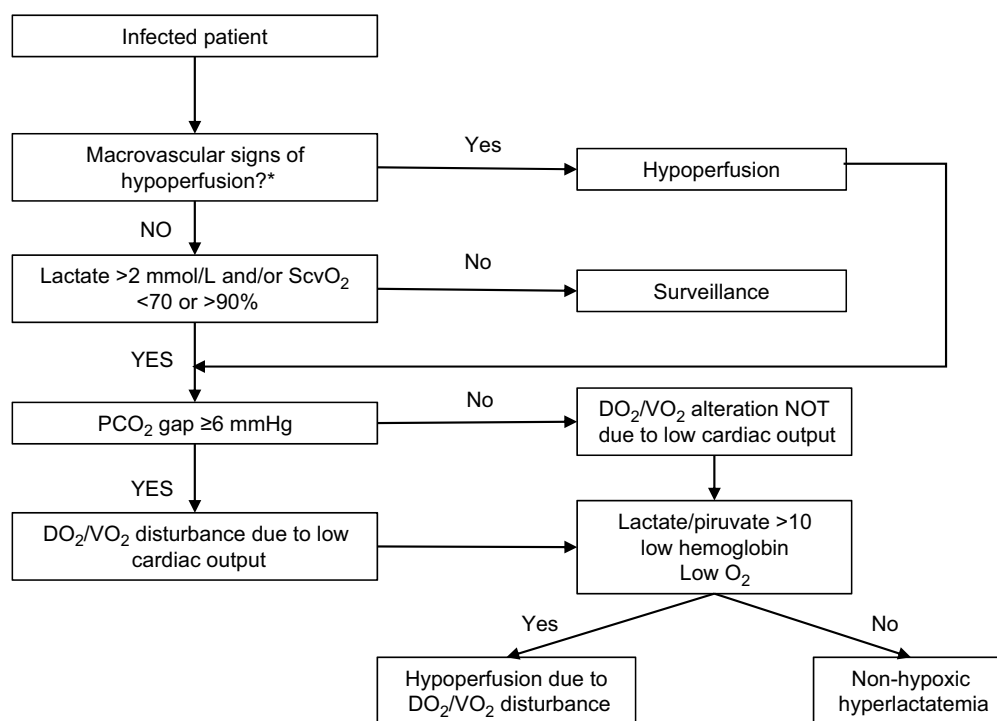 Infected patient
Macrovascular signs of
hypoperfusion?*
Yes
Hypoperfusion
NO
Lactate >2 mmol/L and/or ScvO₂
<70 or >90%
No
Surveillance
YES
PCO₂ gap ≥6 mmHg
No
DO₂/VO₂ alteration NOT
due to low cardiac output
YES
DO₂/VO₂ disturbance due to low
cardiac output
Lactate/piruvate >10
low hemoglobin
Low O₂
Yes
No
Hypoperfusion due to
DO₂/VO₂ disturbance
Non-hypoxic
hyperlactatemia